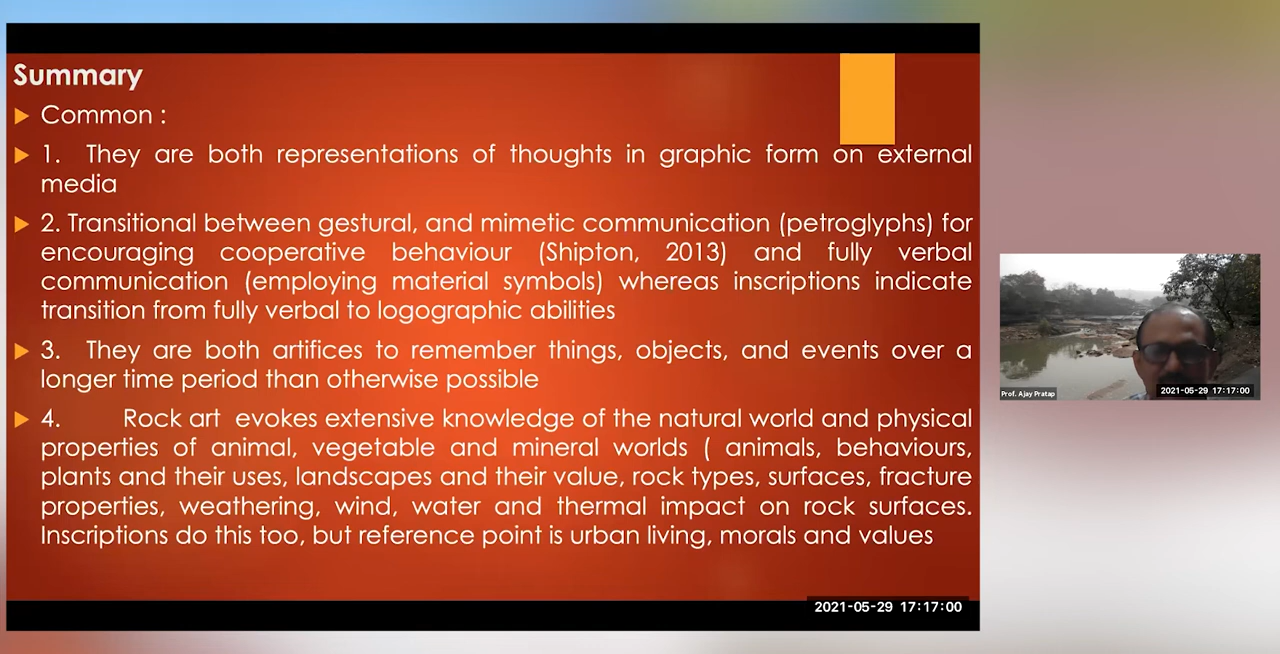 Summary
Common :
1. They are both representations of thoughts in graphic form on external
media
2. Transitional between gestural, and mimetic communication (petroglyphs) for
encouraging cooperative behaviour (Shipton, 2013) and fully verbal
communication (employing material symbols) whereas inscriptions indicate
transition from fully verbal to logographic abilities
3. They are both artifices to remember things, objects, and events over a
longer time period than otherwise possible
4. Rock art evokes extensive knowledge of the natural world and physical
properties of animal, vegetable and mineral worlds ( animals, behaviours,
plants and their uses, landscapes and their value, rock types, surfaces, fracture
properties, weathering, wind, water and thermal impact on rock surfaces.
Inscriptions do this too, but reference point is urban living, morals and values
2021-05-29 17:17:00
Prof. Ajay Pratap
2021-05-29 17:17:00